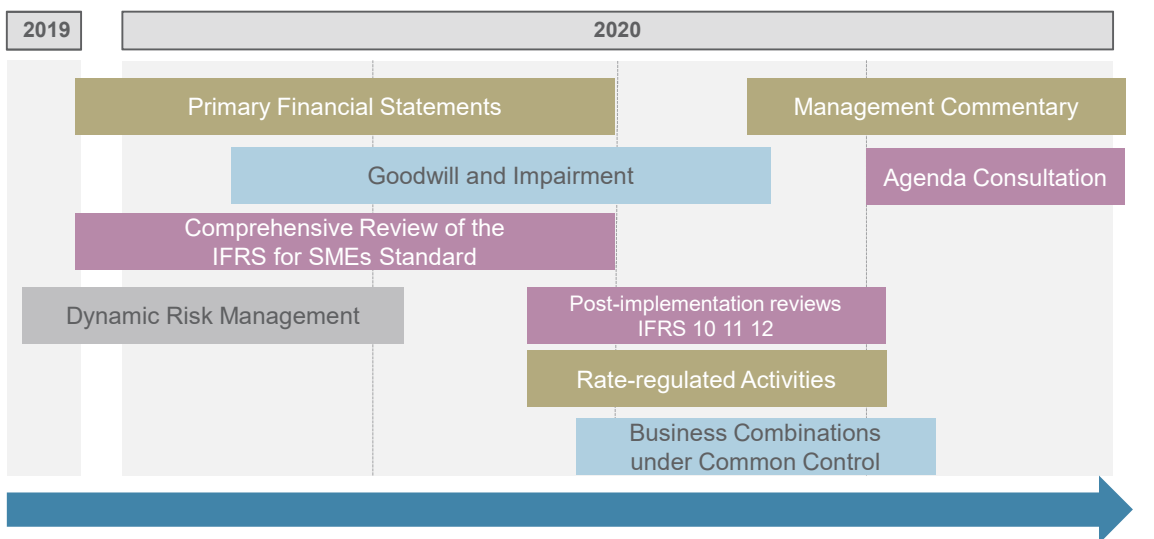 2019
2020
Primary Financial Statements
Management Commentary
Goodwill and Impairment
Agenda Consultation
Comprehensive Review of the
IFRS for SMEs Standard
Dynamic Risk Management
Post-implementation reviews
IFRS 10 11 12
Rate-regulated Activities
Business Combinations
under Common Control